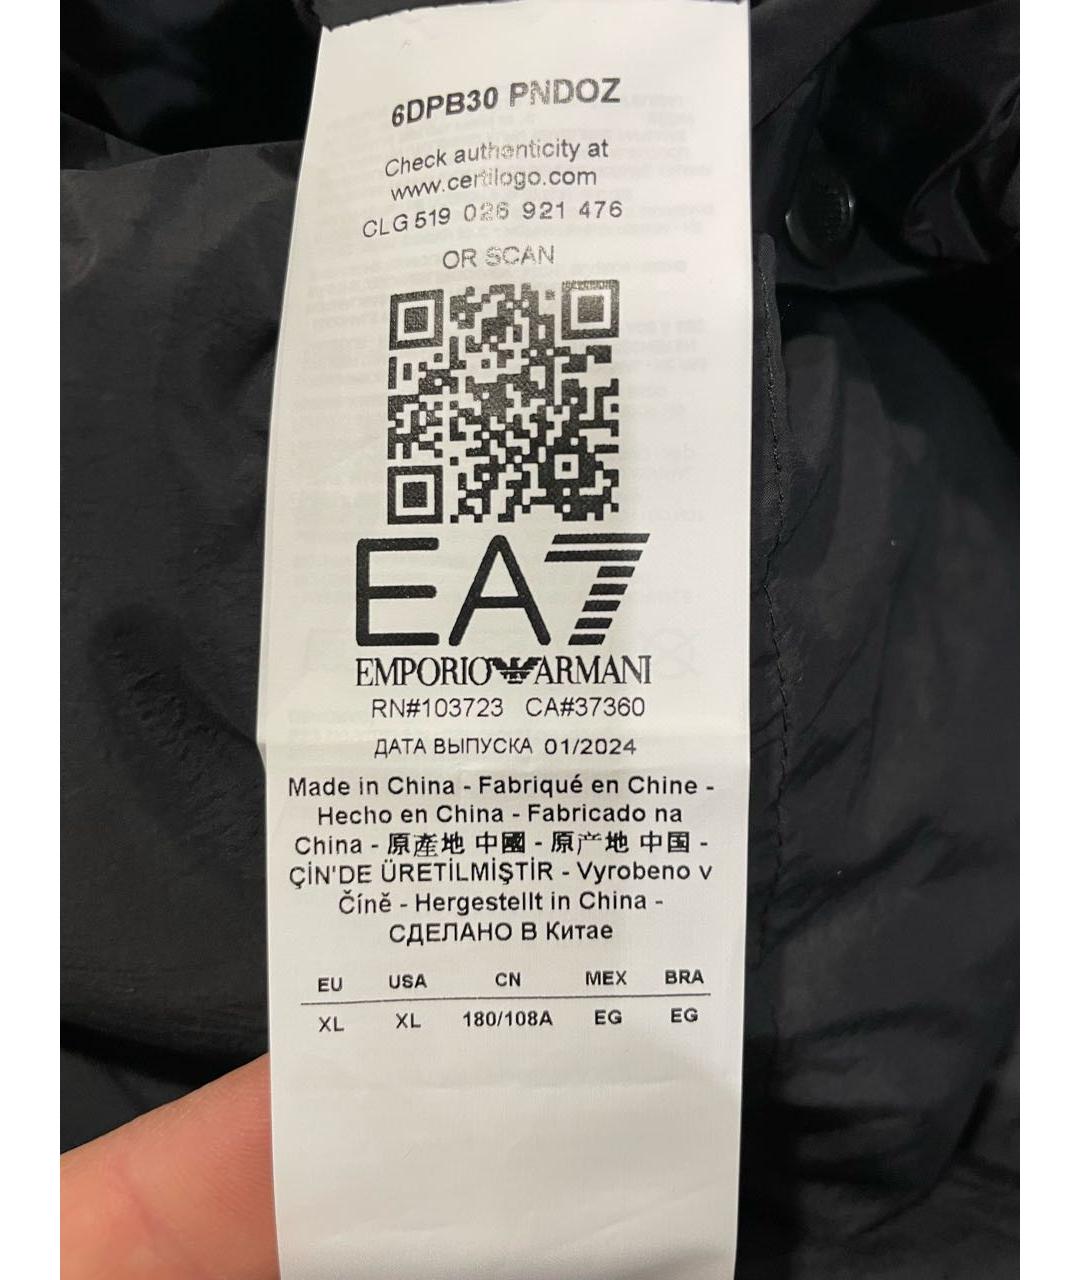 6DPB30 PNDOZ
Check authenticity at
www.certilogo.com
CLG 519 026 921 476
OR SCAN
EA7
EMPORIO ARMANI
RN#103723 CA#37360
ДАТА ВЫПУСКА 01/2024
Made in China - Fabriqué en Chine -
Hecho en China - Fabricado na
China - 原產地 中國 - 原产地 中国 -
ÇİN'DE ÜRETİLMİŞTİR - Vyrobeno v
Číně - Hergestellt in China -
СДЕЛАНО В Китае
EU USA CN MEX BRA
XL XL 180/108A EG EG